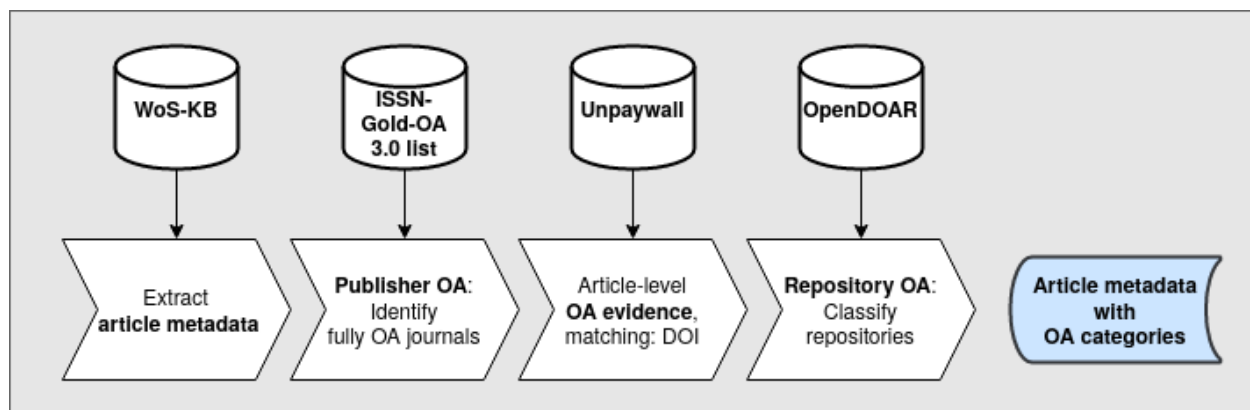 WoS-KB
ISSN-
Gold-OA
3.0 list
Unpaywall
OpenDOAR
Extract
article metadata
Publisher OA:
Identify
fully OA journals
Article-level
OA evidence,
matching: DOI
Repository OA:
Classify
repositories
Article metadata
with
OA categories